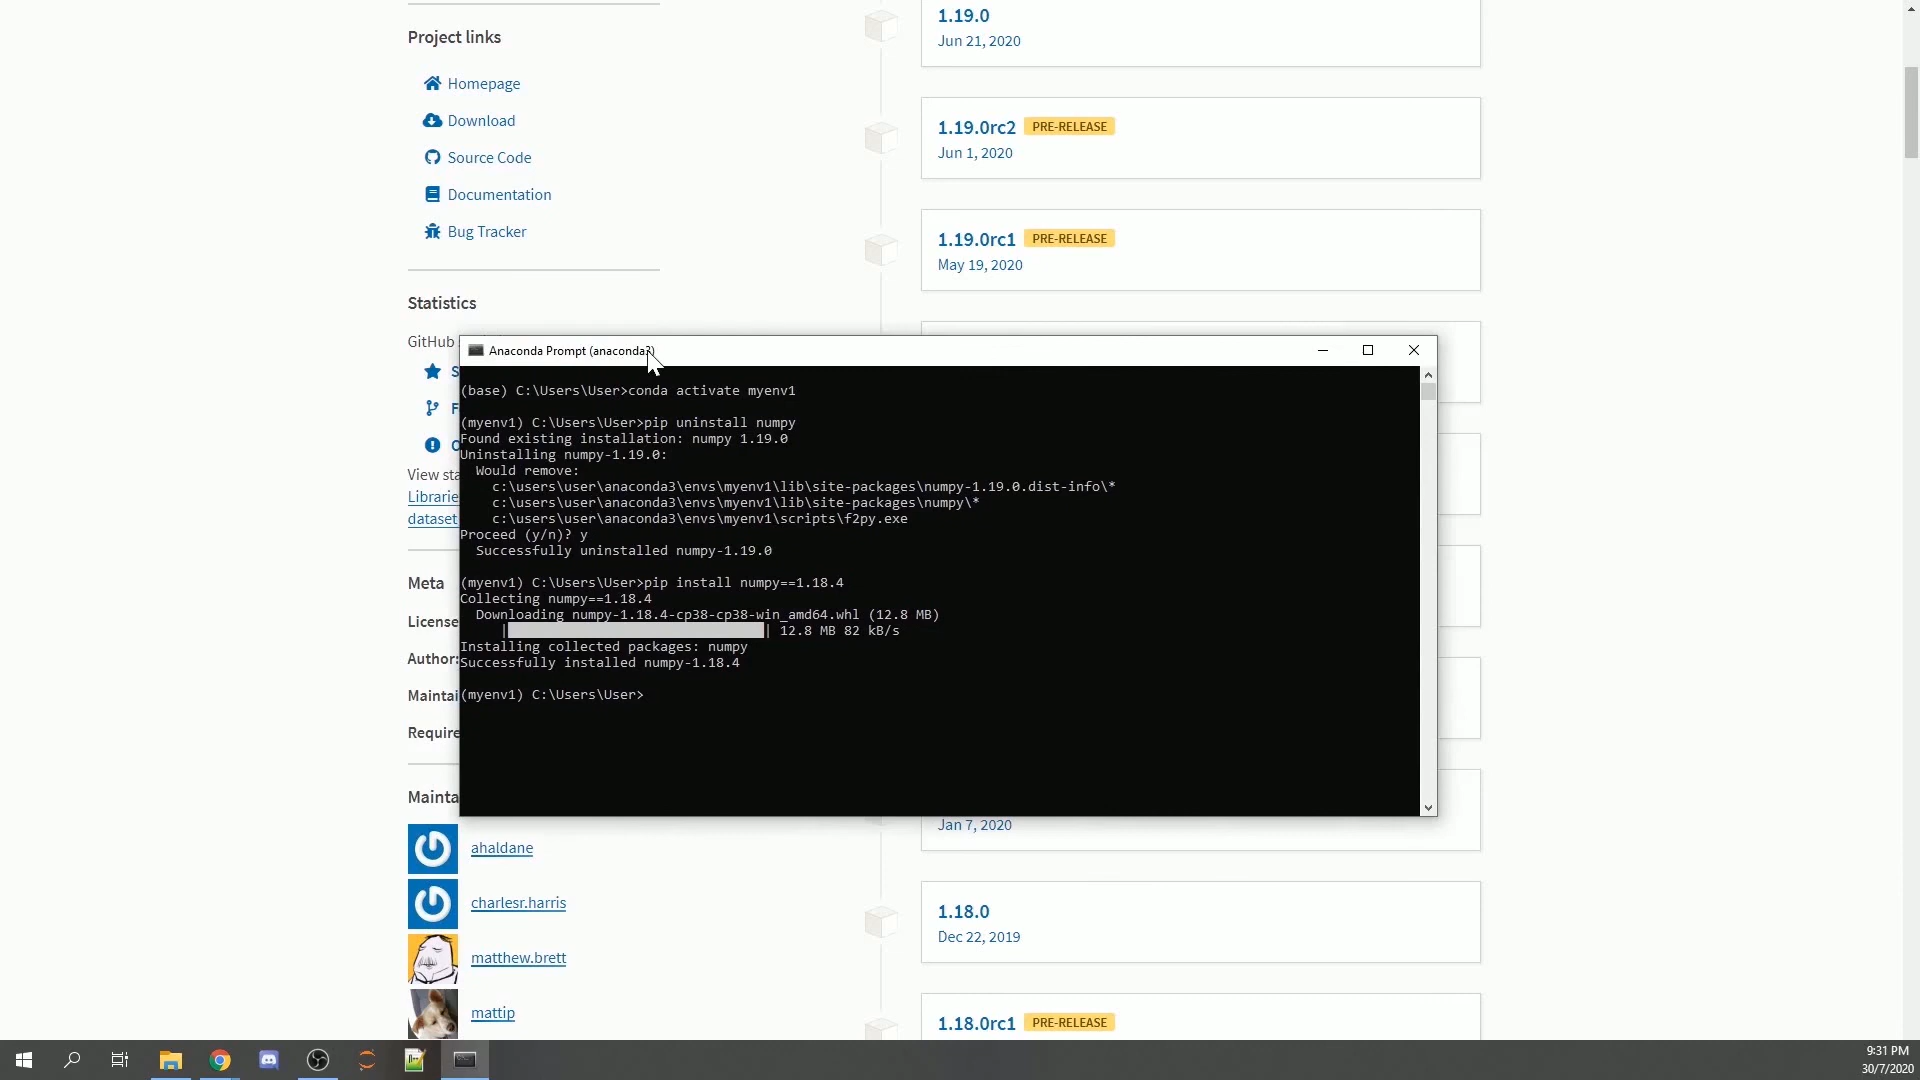 Project links
Homepage
Download
Source Code
Documentation
Bug Tracker
Statistics
GitHub
View sta
Librarie
dataset
Meta
License
Author:
Maintai
Require
Mainta
ahaldane
charlesr.harris
matthew.brett
mattip
1.19.0
Jun 21, 2020
1.19.0rc2 PRE-RELEASE
Jun 1, 2020
1.19.0rc1 PRE-RELEASE
May 19, 2020
Anaconda Prompt (anaconda3)
(base) C:\Users\User>conda activate myenv1
(myenv1) C:\Users\User>pip uninstall numpy
Found existing installation: numpy 1.19.0
Uninstalling numpy-1.19.0:
Would remove:
c:\users\user\anaconda3\envs\myenv1\lib\site-packages\numpy-1.19.0.dist-info\*
c:\users\user\anaconda3\envs\myenv1\lib\site-packages\numpy\*
c:\users\user\anaconda3\envs\myenv1\scripts\f2py.exe
Proceed (y/n)? y
Successfully uninstalled numpy-1.19.0
(myenv1) C:\Users\User>pip install numpy==1.18.4
Collecting numpy==1.18.4
Downloading numpy-1.18.4-cp38-cp38-win_amd64.whl (12.8 MB)
| | 12.8 MB 82 kB/s
Installing collected packages: numpy
Successfully installed numpy-1.18.4
(myenv1) C:\Users\User>
Jan 7, 2020
1.18.0
Dec 22, 2019
1.18.0rc1 PRE-RELEASE
9:31 PM
30/7/2020